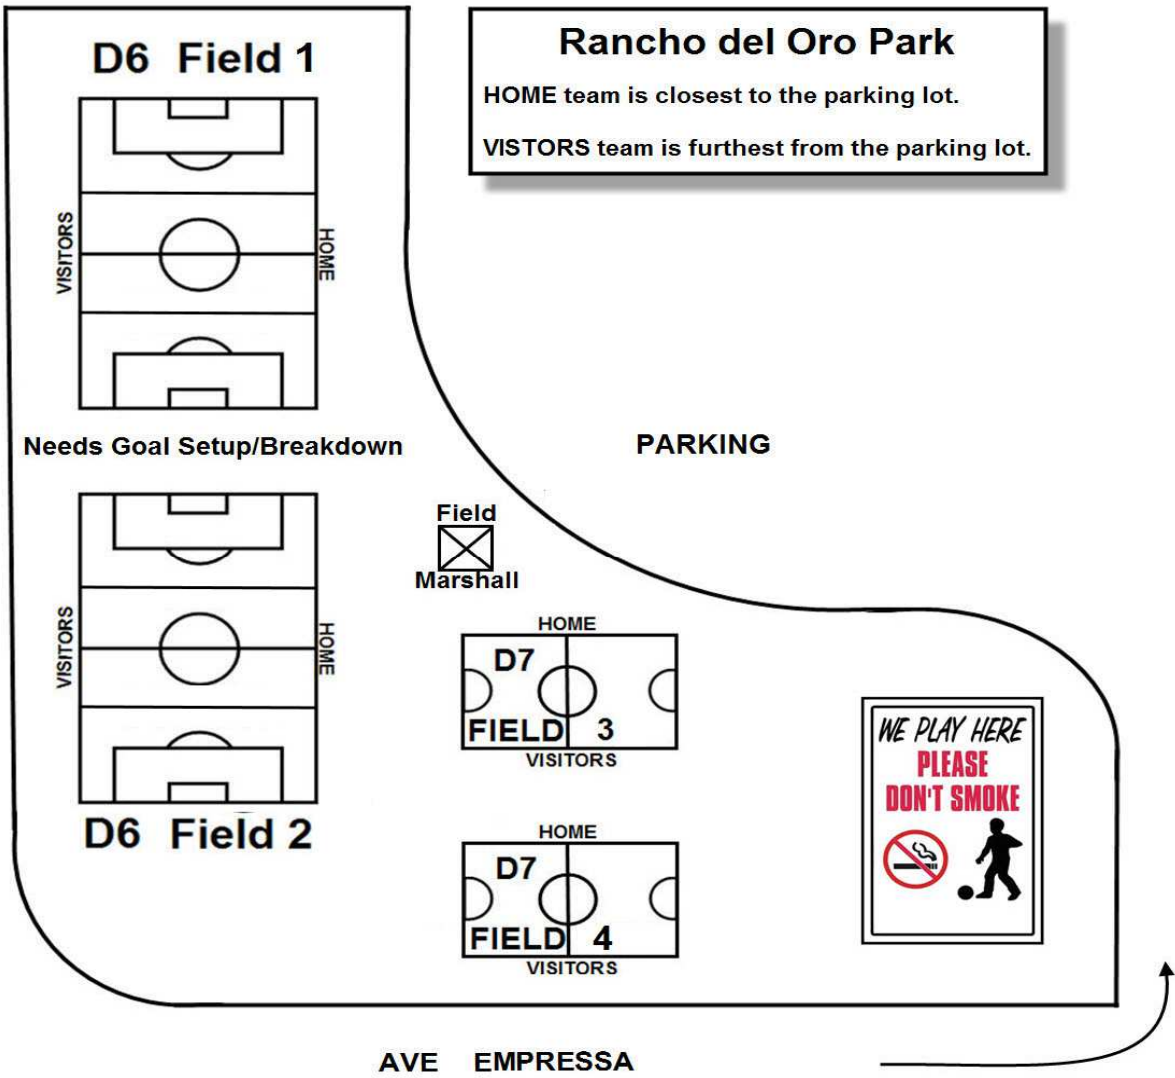 Rancho del Oro Park
HOME team is closest to the parking lot.
VISTORS team is furthest from the parking lot.
D6 Field 1
VISITORS
HOME
Needs Goal Setup/Breakdown
PARKING
Field
Marshall
VISITORS
HOME
D6 Field 2
HOME
D7
FIELD 3
VISITORS
HOME
D7
FIELD 4
VISITORS
WE PLAY HERE
PLEASE
DON'T SMOKE
AVE EMPRESSA